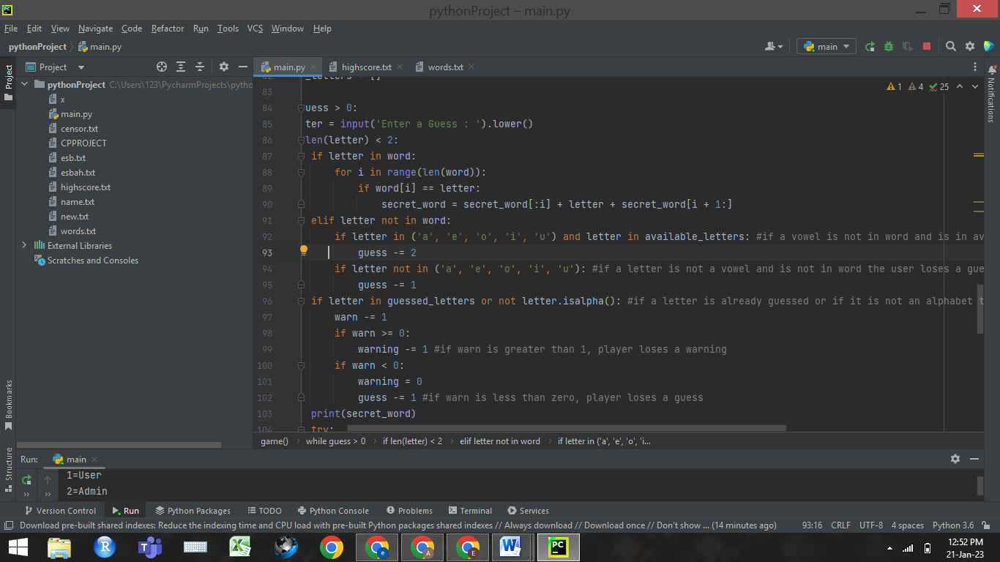 pythonProject – main.py
File Edit View Navigate Code Refactor Run Tools VCS Window Help
pythonProject main.py
main
Project
Project
main.py
highscore.txt
words.txt
Notifications
pythonProject C:\Users\123\PycharmProjects\pytho
x
main.py
censor.txt
CPPROJECT
esb.txt
esbah.txt
highscore.txt
name.txt
new.txt
words.txt
External Libraries
Scratches and Consoles
1 4 25
82 _letters = []
83
84 uess > 0:
85 ter = input('Enter a Guess : ').lower()
86 len(letter) < 2:
87 if letter in word:
88 for i in range(len(word)):
89 if word[i] == letter:
90 secret_word = secret_word[:i] + letter + secret_word[i + 1:]
91 elif letter not in word:
92 if letter in ('a', 'e', 'o', 'i', 'u') and letter in available_letters: #if a vowel is not in word and is in av
93 guess -= 2
94 if letter not in ('a', 'e', 'o', 'i', 'u'): #if a letter is not a vowel and is not in word the user loses a gue
95 guess -= 1
96 if letter in guessed_letters or not letter.isalpha(): #if a letter is already guessed or if it is not an alphabet t
97 warn -= 1
98 if warn >= 0:
99 warning -= 1 #if warn is greater than 1, player loses a warning
100 if warn < 0:
101 warning = 0
102 guess -= 1 #if warn is less than zero, player loses a guess
103 print(secret_word)
104 try:
game() while guess > 0 if len(letter) < 2 elif letter not in word if letter in ('a', 'e', 'o', 'i...
Bookmarks
Structure
Run: main
1=User
2=Admin
Version Control Run Python Packages TODO Python Console Problems Terminal Services
Download pre-built shared indexes: Reduce the indexing time and CPU load with pre-built Python packages shared indexes // Always download // Download once // Don't show ... (14 minutes ago) 93:16 CRLF UTF-8 4 spaces Python 3.6
12:52 PM
21-Jan-23